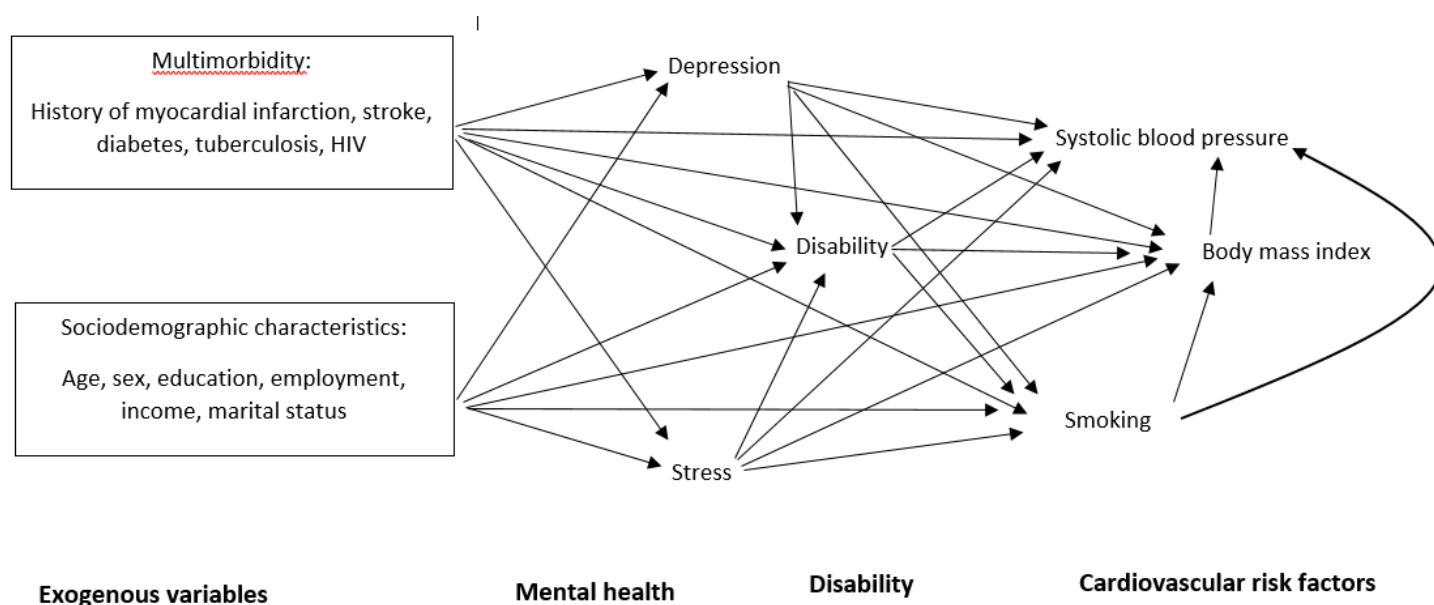 Multimorbidity:
History of myocardial infarction, stroke,
diabetes, tuberculosis, HIV
Sociodemographic characteristics:
Age, sex, education, employment,
income, marital status
Depression
Disability
Stress
Systolic blood pressure
Body mass index
Smoking
Exogenous variables
Mental health
Disability
Cardiovascular risk factors